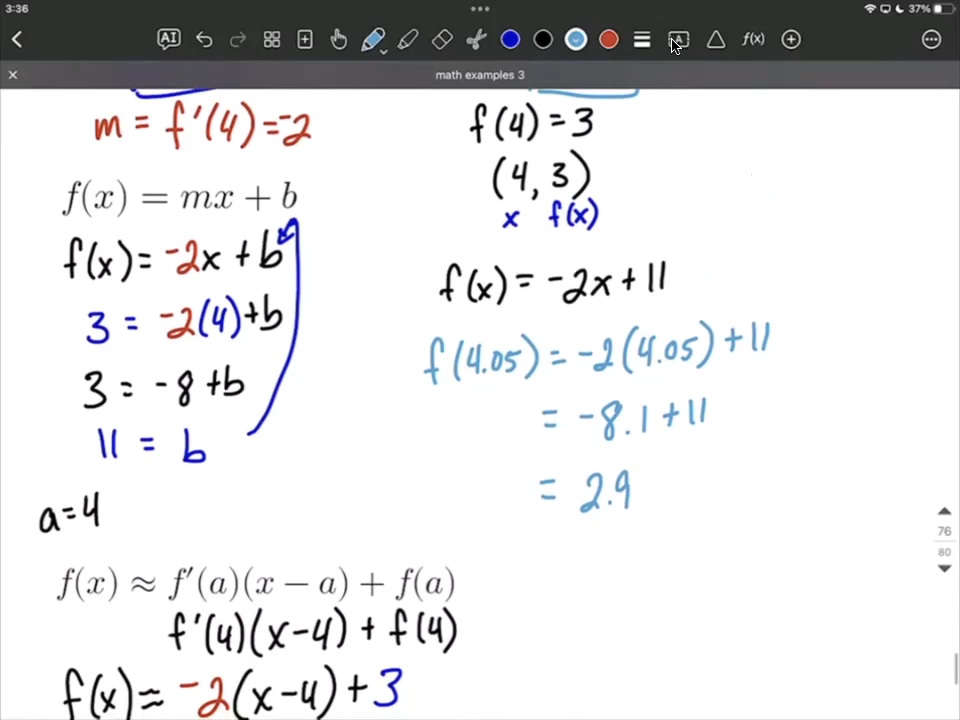 3:36
37%
AI
A
f(x)
math examples 3
m = f'(4) = -2
f(x) = mx + b
f(x) = -2x + b
3 = -2(4) + b
3 = -8 + b
11 = b
a = 4
f(x) ≈ f'(a)(x − a) + f(a)
f'(4)(x-4) + f(4)
f(x) ≈ -2(x-4) + 3
f(4) = 3
(4, 3)
x f(x)
f(x) = -2x + 11
f(4.05) = -2(4.05) + 11
= -8.1 + 11
= 2.9
76
80